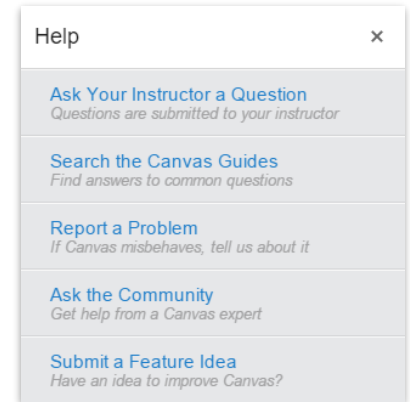 Help ×
Ask Your Instructor a Question
Questions are submitted to your instructor
Search the Canvas Guides
Find answers to common questions
Report a Problem
If Canvas misbehaves, tell us about it
Ask the Community
Get help from a Canvas expert
Submit a Feature Idea
Have an idea to improve Canvas?